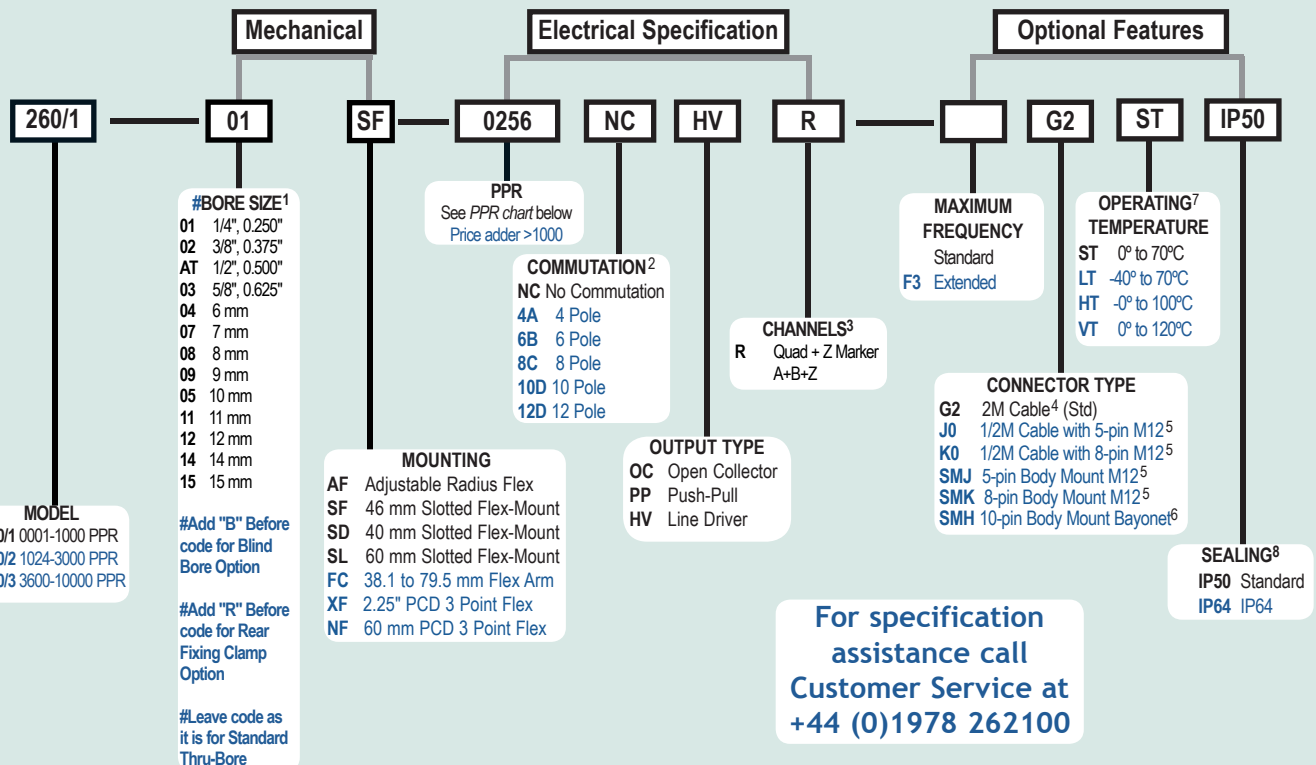 Mechanical
Electrical Specification
Optional Features
260/1
01
SF
0256
NC
HV
R
G2
ST
IP50
#BORE SIZE1
01 1/4", 0.250"
02 3/8", 0.375"
AT 1/2", 0.500"
03 5/8", 0.625"
04 6 mm
07 7 mm
08 8 mm
09 9 mm
05 10 mm
11 11 mm
12 12 mm
14 14 mm
15 15 mm
#Add "B" Before
code for Blind
Bore Option
#Add "R" Before
code for Rear
Fixing Clamp
Option
#Leave code as
it is for Standard
Thru-Bore
MODEL
0/1 0001-1000 PPR
0/2 1024-3000 PPR
0/3 3600-10000 PPR
MOUNTING
AF Adjustable Radius Flex
SF 46 mm Slotted Flex-Mount
SD 40 mm Slotted Flex-Mount
SL 60 mm Slotted Flex-Mount
FC 38.1 to 79.5 mm Flex Arm
XF 2.25" PCD 3 Point Flex
NF 60 mm PCD 3 Point Flex
PPR
See PPR chart below
Price adder >1000
COMMUTATION2
NC No Commutation
4A 4 Pole
6B 6 Pole
8C 8 Pole
10D 10 Pole
12D 12 Pole
OUTPUT TYPE
OC Open Collector
PP Push-Pull
HV Line Driver
CHANNELS3
R Quad + Z Marker
A+B+Z
MAXIMUM
FREQUENCY
Standard
F3 Extended
OPERATING7
TEMPERATURE
ST 0º to 70ºC
LT -40º to 70ºC
HT -0º to 100ºC
VT 0º to 120ºC
CONNECTOR TYPE
G2 2M Cable4 (Std)
J0 1/2M Cable with 5-pin M125
K0 1/2M Cable with 8-pin M125
SMJ 5-pin Body Mount M125
SMK 8-pin Body Mount M125
SMH 10-pin Body Mount Bayonet6
SEALING8
IP50 Standard
IP64 IP64
For specification
assistance call
Customer Service at
+44 (0)1978 262100